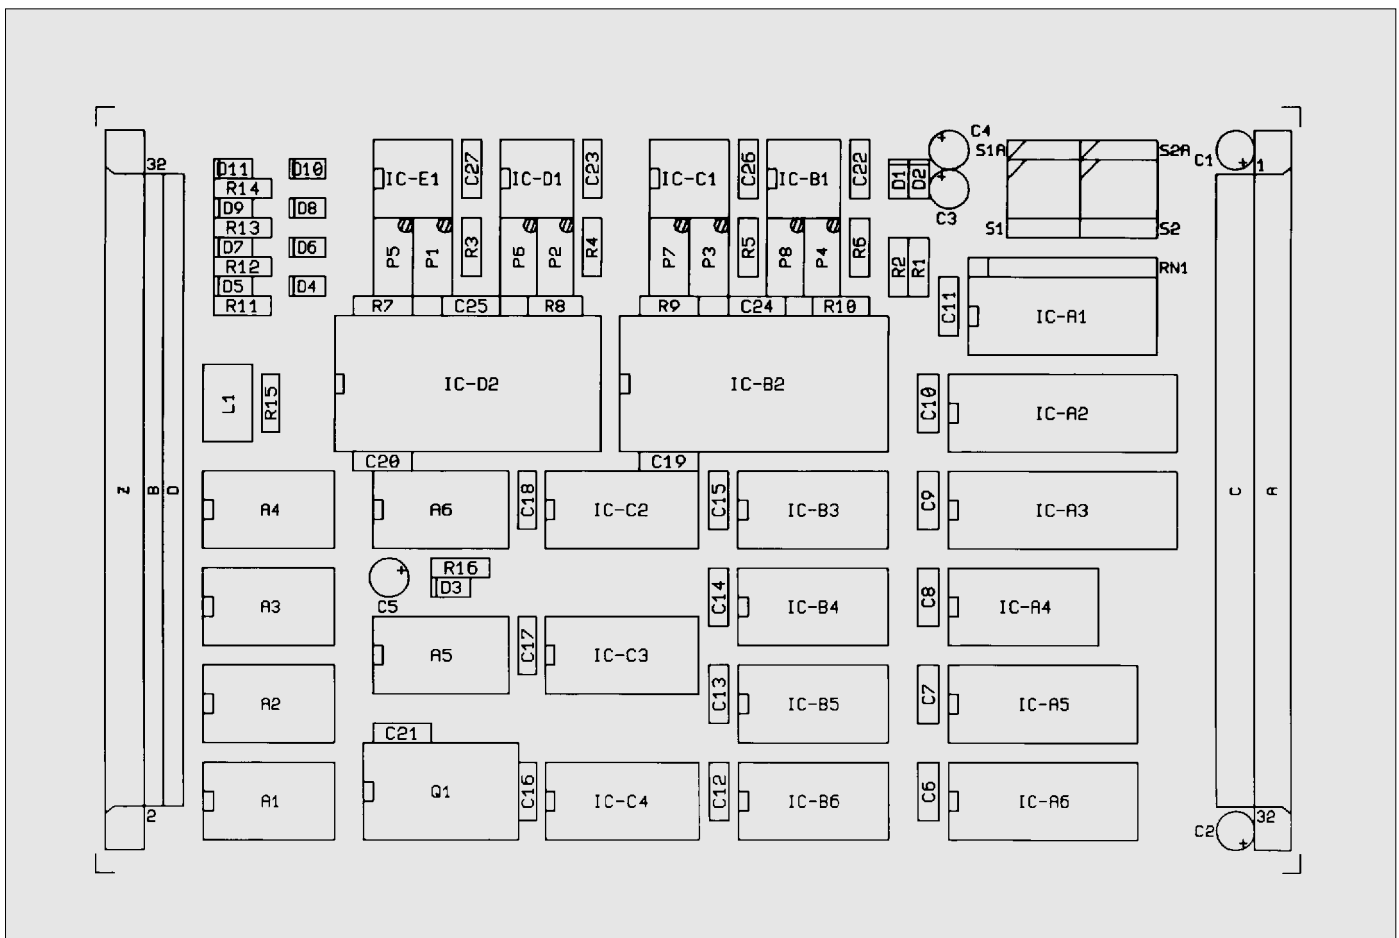 C4
S1A
S2A
C1
1
32
D11
D10
R14
D9
D8
R13
D7
D6
R12
D5
D4
R11
IC-E1
C27
IC-D1
C23
IC-C1
C26
IC-B1
C22
D1
D2
C3
S1
S2
P5
P1
R3
P6
P2
R4
P7
P3
R5
P8
P4
R6
R2
R1
RN1
R7
C25
R8
R9
C24
R10
C11
IC-A1
L1
R15
IC-D2
IC-B2
C10
IC-A2
C20
C19
Z
B
D
A4
A6
C18
IC-C2
C15
IC-B3
C9
IC-A3
C
A
C5
R16
D3
A3
C14
IC-B4
C8
IC-A4
A5
C17
IC-C3
A2
C13
IC-B5
C7
IC-A5
C21
A1
Q1
C16
IC-C4
C12
IC-B6
C6
IC-A6
2
32
C2